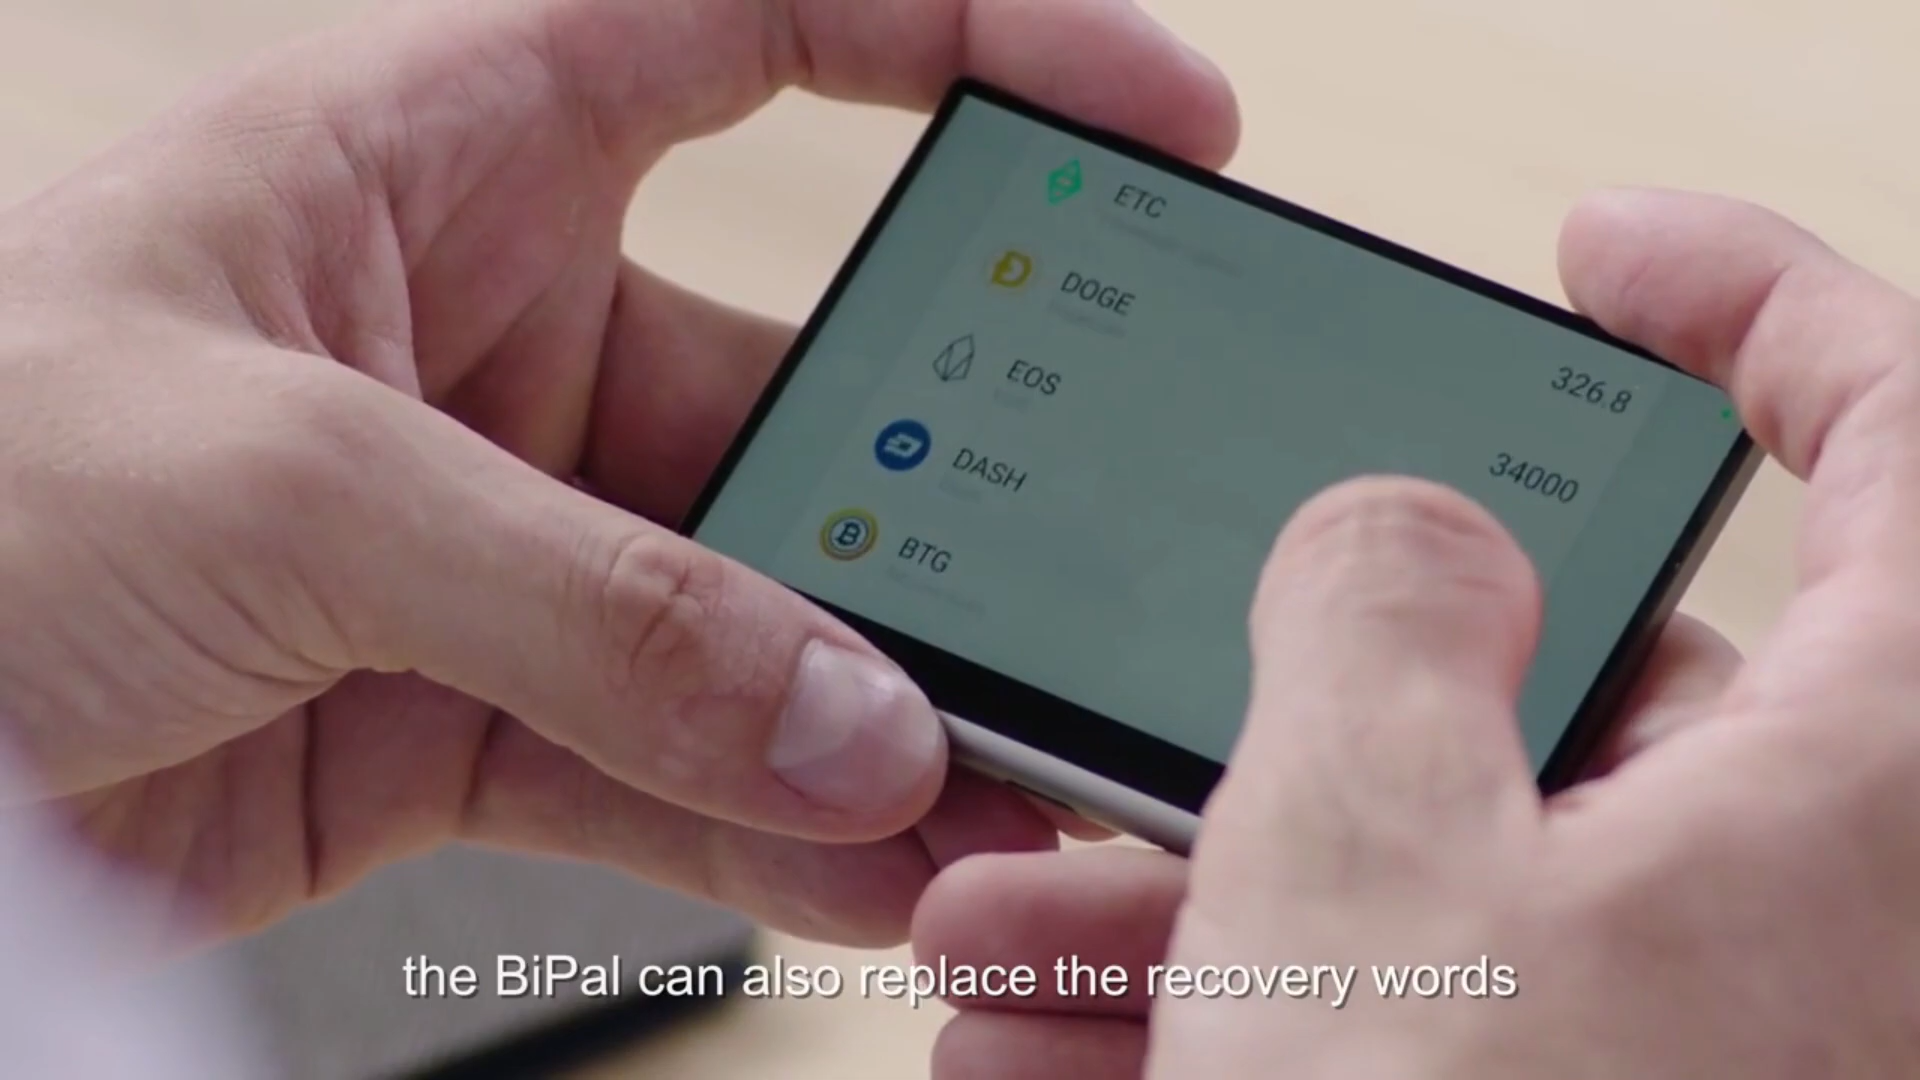 ETC
DOGE 326.8
EOS 34000
DASH
BTG
the BiPal can also replace the recovery words